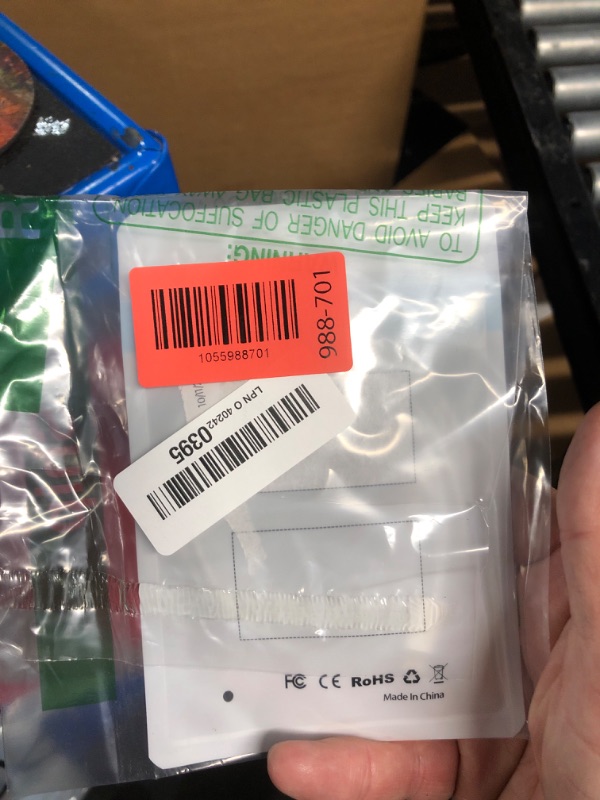 TO AVOID DANGER OF SUFFOCATION
KEEP THIS PLASTIC BAG
1055988701
988-701
LPN O 40242 0395
FC CE RoHS
Made In China